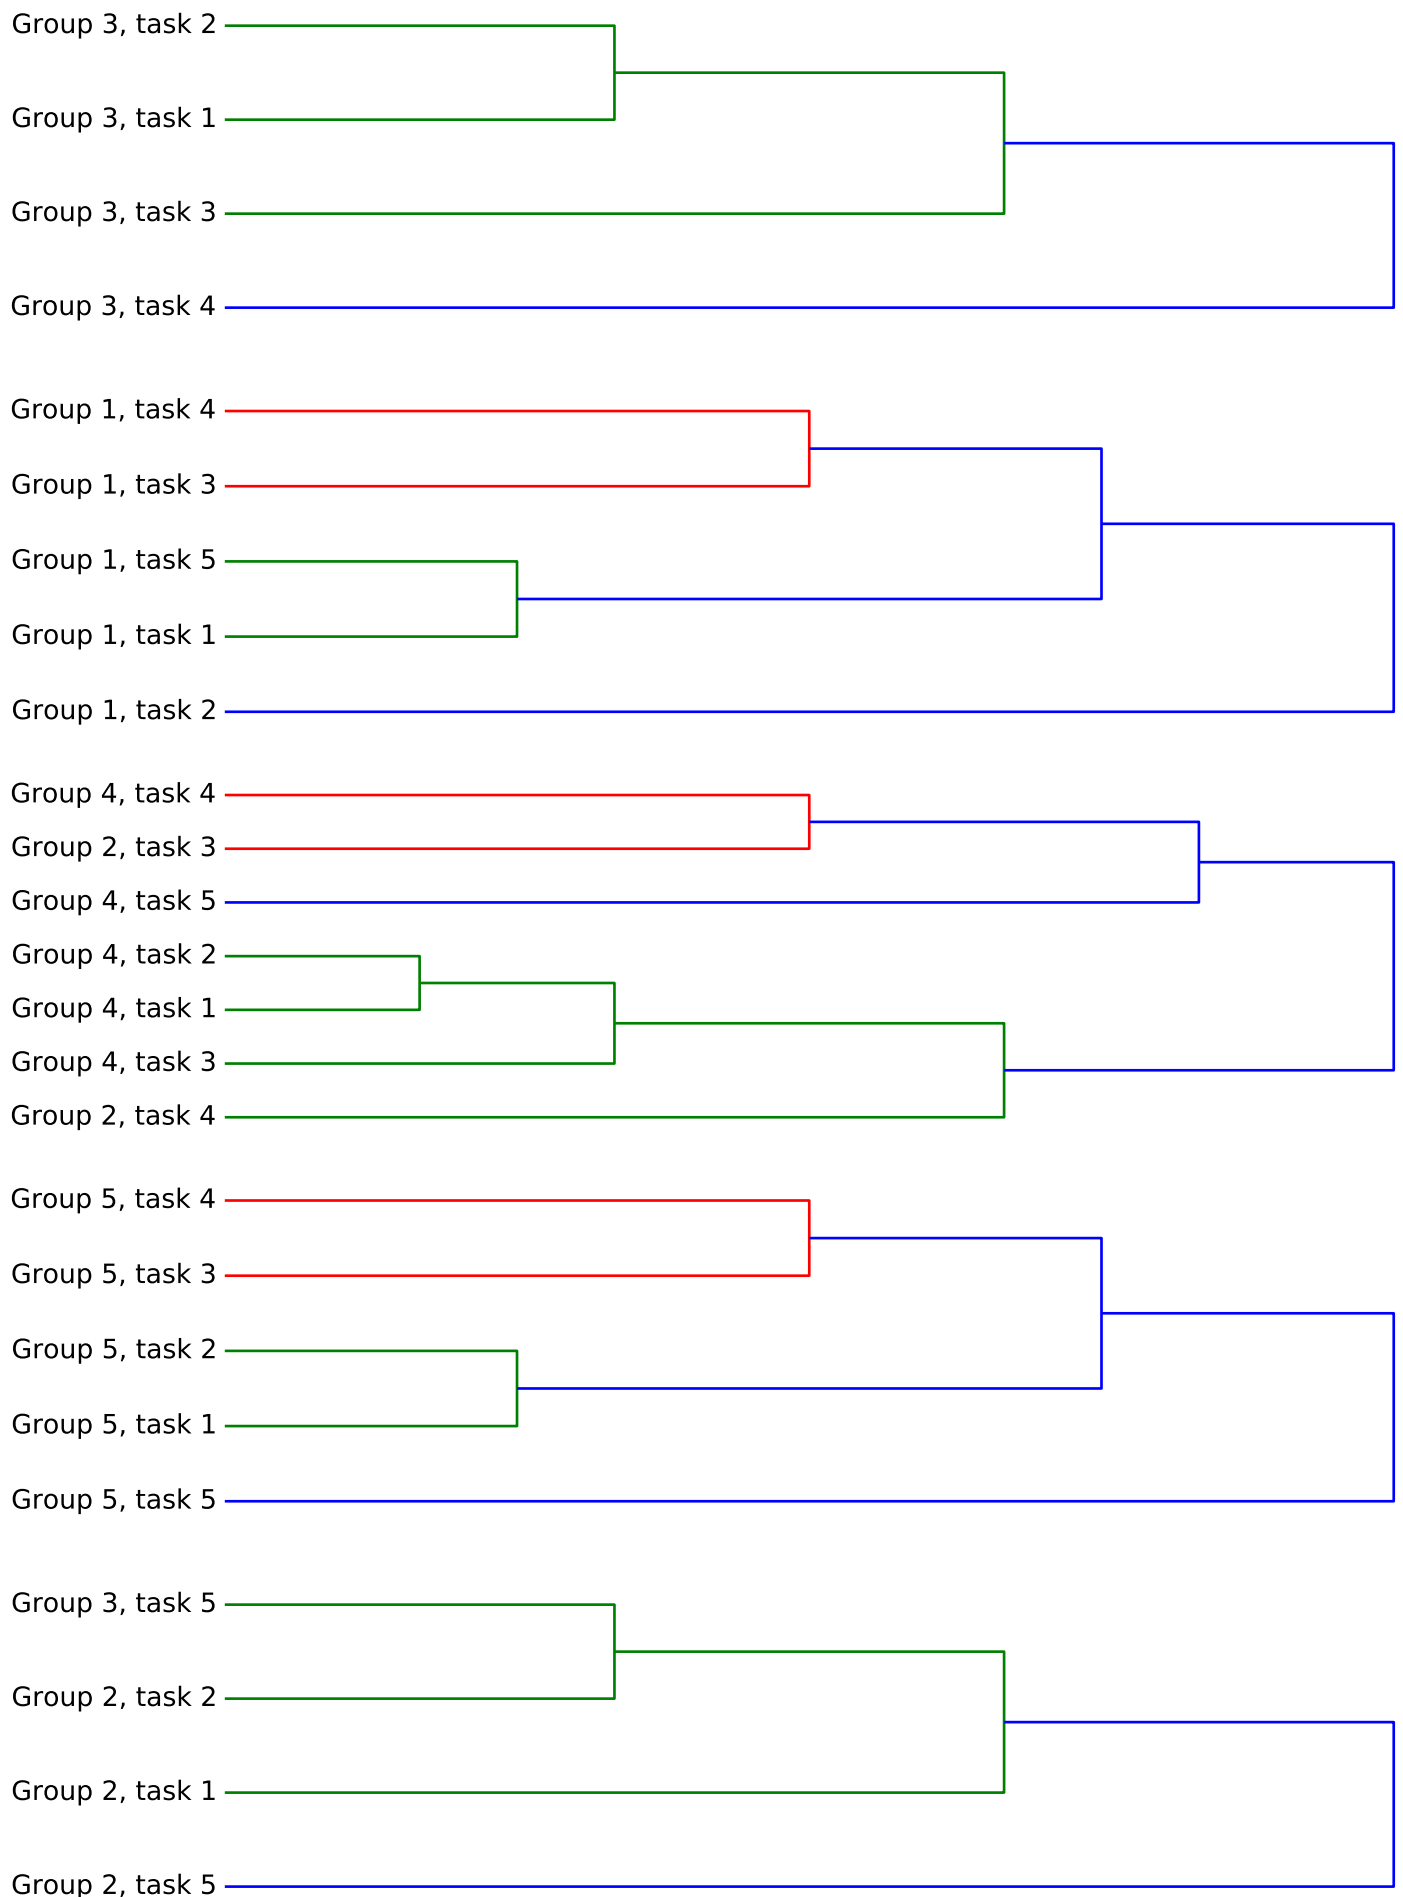 Group 3, task 2
Group 3, task 1
Group 3, task 3
Group 3, task 4
Group 1, task 4
Group 1, task 3
Group 1, task 5
Group 1, task 1
Group 1, task 2
Group 4, task 4
Group 2, task 3
Group 4, task 5
Group 4, task 2
Group 4, task 1
Group 4, task 3
Group 2, task 4
Group 5, task 4
Group 5, task 3
Group 5, task 2
Group 5, task 1
Group 5, task 5
Group 3, task 5
Group 2, task 2
Group 2, task 1
Group 2, task 5